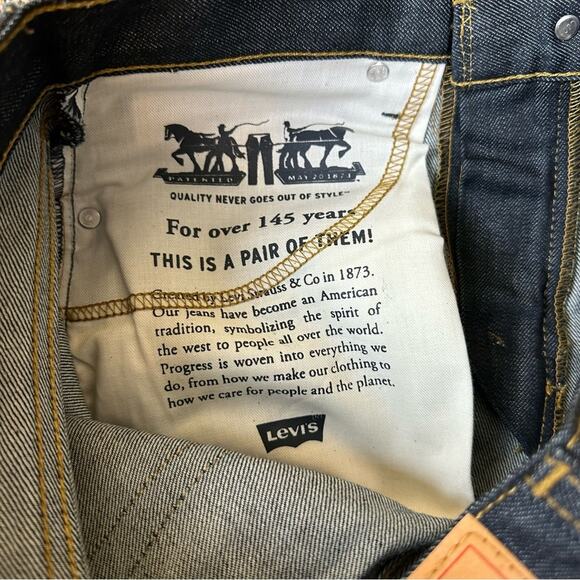 PATENTED MAY 20 1873
QUALITY NEVER GOES OUT OF STYLE™
For over 145 years
THIS IS A PAIR OF THEM!
Created by Levi Strauss & Co in 1873.
Our jeans have become an American
tradition, symbolizing the spirit of
the west to people all over the world.
Progress is woven into everything we
do, from how we make our clothing to
how we care for people and the planet.
LEVI'S